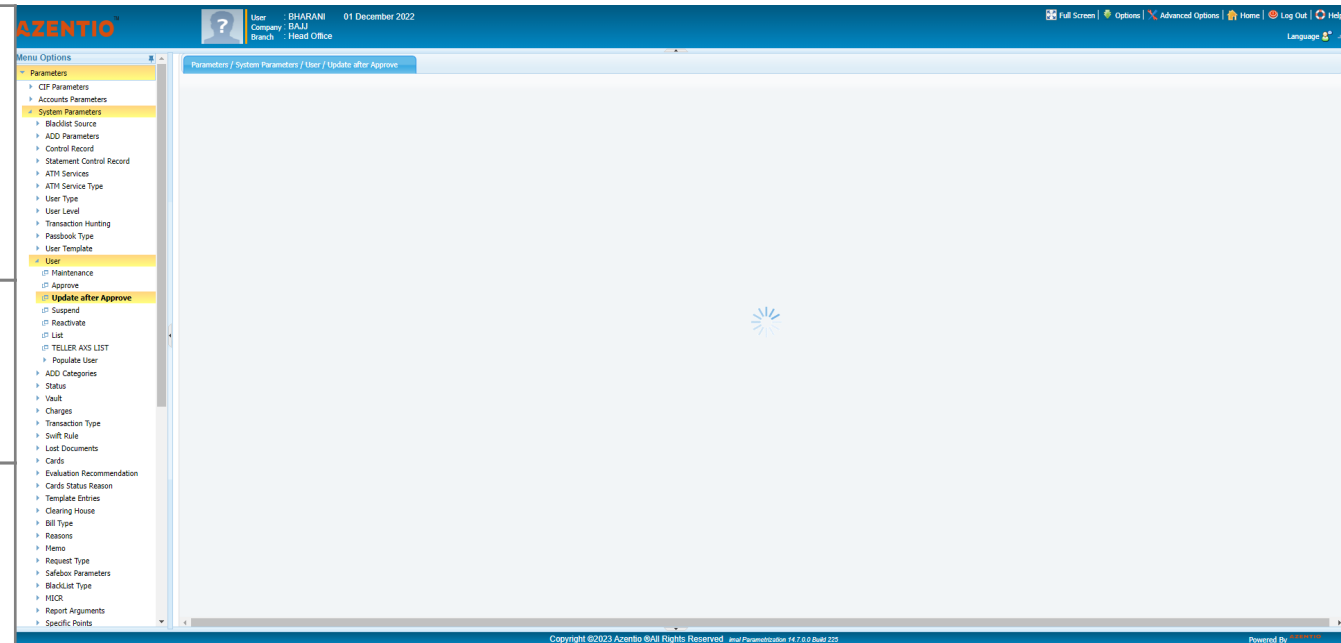 AZENTIO™
User : BHARANI 01 December 2022
Company : BAJJ
Branch : Head Office
Full Screen | Options | Advanced Options | Home | Log Out | Help
Language
Menu Options
Parameters / System Parameters / User / Update after Approve
Parameters
CIF Parameters
Accounts Parameters
System Parameters
Blacklist Source
ADD Parameters
Control Record
Statement Control Record
ATM Services
ATM Service Type
User Type
User Level
Transaction Hunting
Passbook Type
User Template
User
Maintenance
Approve
Update after Approve
Suspend
Reactivate
List
TELLER AXS LIST
Populate User
ADD Categories
Status
Vault
Charges
Transaction Type
Swift Rule
Lost Documents
Cards
Evaluation Recommendation
Cards Status Reason
Template Entries
Clearing House
Bill Type
Reasons
Memo
Request Type
Safebox Parameters
BlackList Type
MICR
Report Arguments
Specific Points
Copyright ©2023 Azentio ®All Rights Reserved imal Parametrization 14.7.0.0 Build 225
Powered By AZENTIO